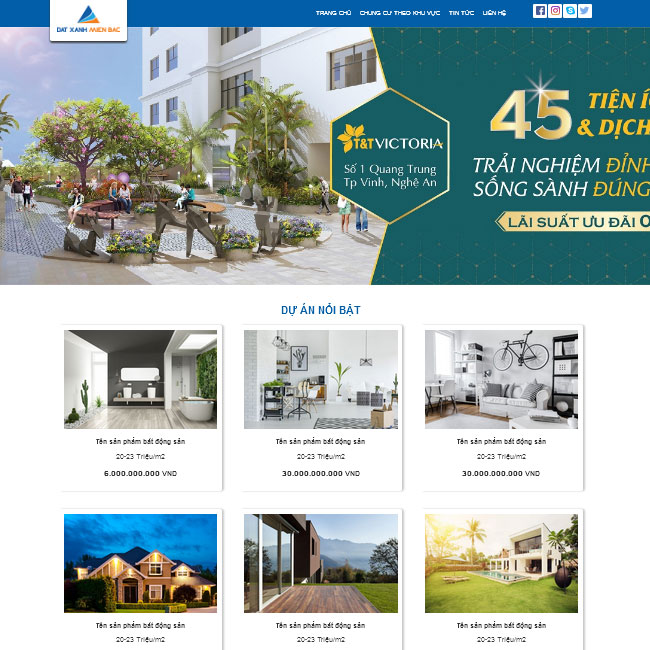 ĐẤT XANH MIỀN BẮC
TRANG CHỦ CHUNG CƯ THEO KHU VỰC TIN TỨC LIÊN HỆ
T&T VICTORIA
Số 1 Quang Trung
Tp Vinh, Nghệ An
45 TIỆN Í
& DỊCH
TRẢI NGHIỆM ĐỈNH
SỐNG SÀNH ĐÚNG
LÃI SUẤT ƯU ĐÃI 0
DỰ ÁN NỔI BẬT
Tên sản phẩm bất động sản Tên sản phẩm bất động sản Tên sản phẩm bất động sản
20-23 Triệu/m2 20-23 Triệu/m2 20-23 Triệu/m2
6.000.000.000 VND 30.000.000.000 VND 30.000.000.000 VND
Tên sản phẩm bất động sản Tên sản phẩm bất động sản Tên sản phẩm bất động sản
20-23 Triệu/m2 20-23 Triệu/m2 20-23 Triệu/m2